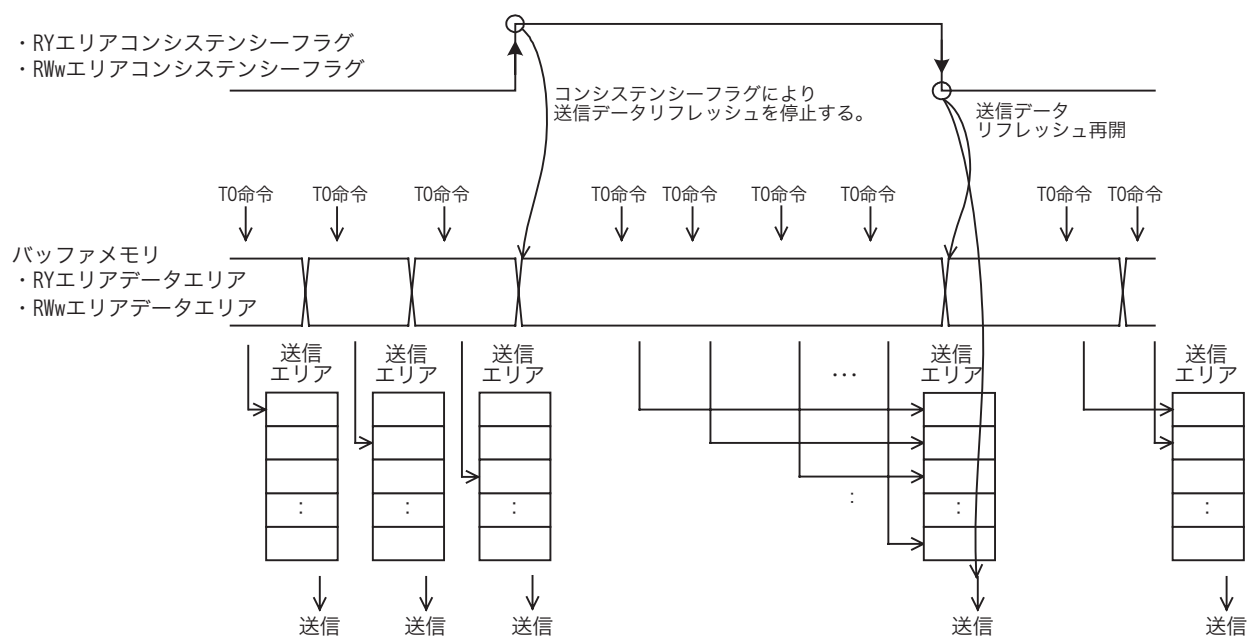 ・RYエリアコンシステンシーフラグ
・RWwエリアコンシステンシーフラグ
コンシステンシーフラグにより
送信データリフレッシュを停止する。
送信データ
リフレッシュ再開
TO命令 TO命令 TO命令 TO命令 TO命令 TO命令 TO命令 TO命令 TO命令
バッファメモリ
・RYエリアデータエリア
・RWwエリアデータエリア
送信 送信 送信 送信 送信
エリア エリア エリア … エリア エリア
: : : : : :
送信 送信 送信 送信 送信